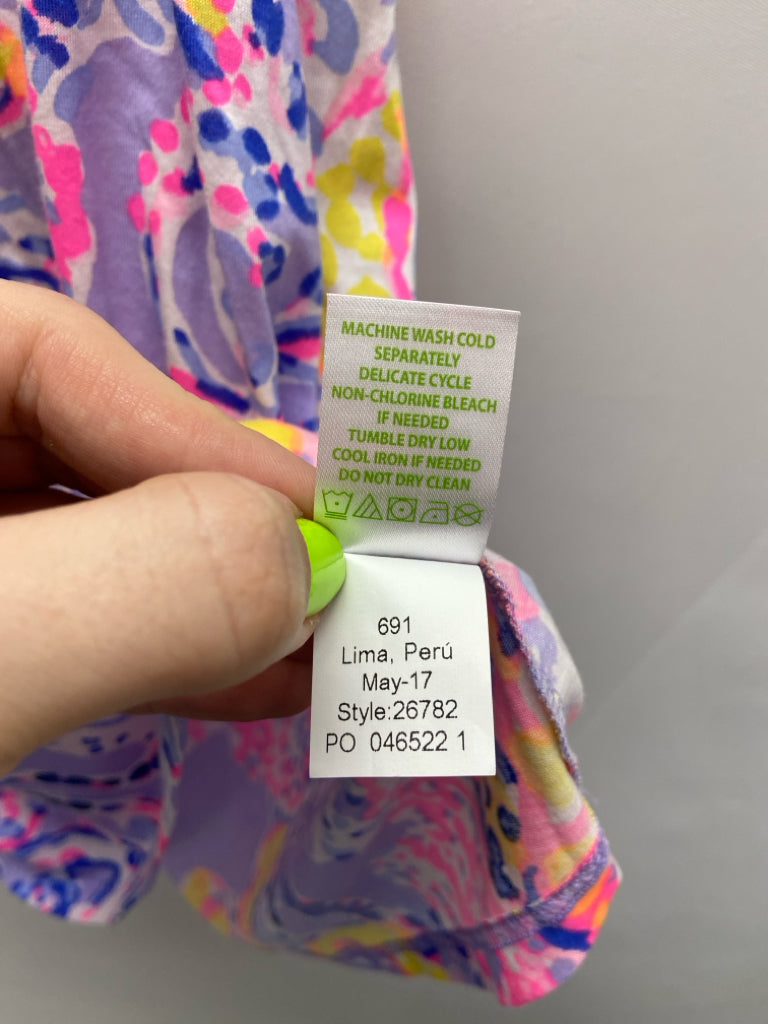 MACHINE WASH COLD
SEPARATELY
DELICATE CYCLE
NON-CHLORINE BLEACH
IF NEEDED
TUMBLE DRY LOW
COOL IRON IF NEEDED
DO NOT DRY CLEAN
691
Lima, Perú
May-17
Style:26782
PO 046522 1